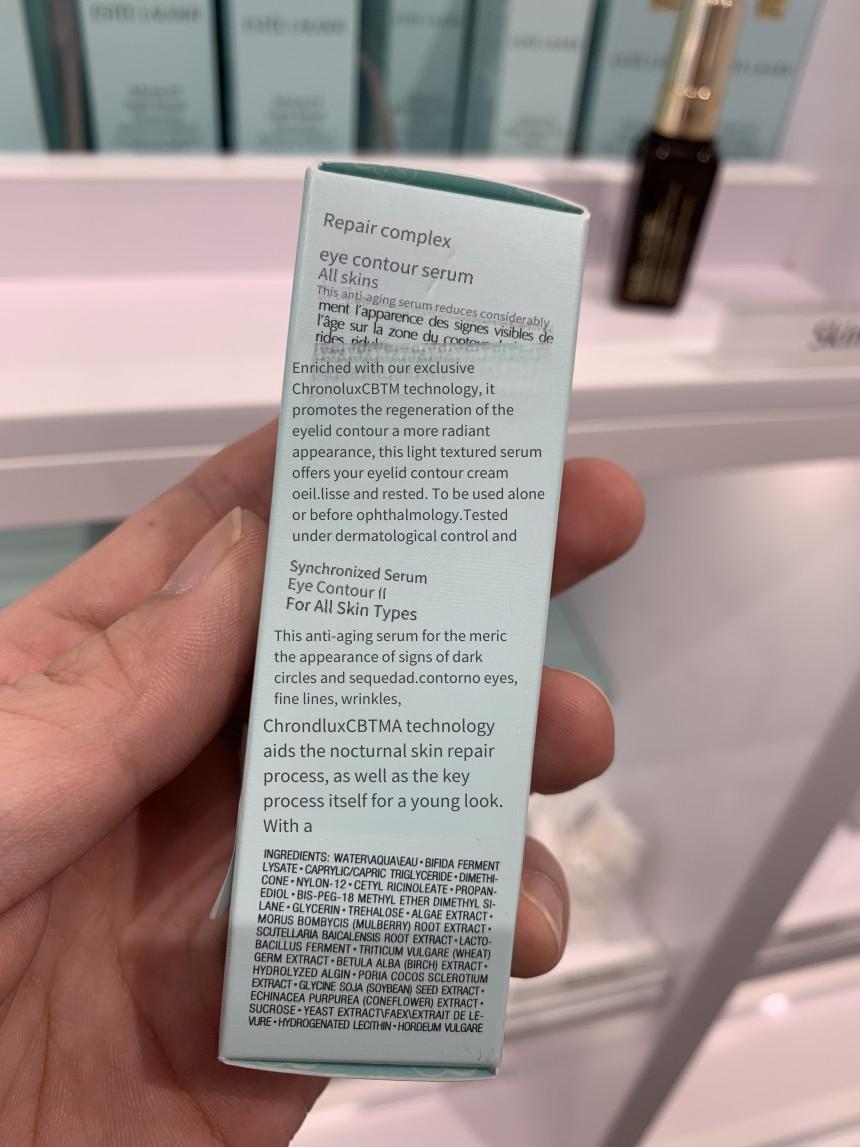 ESTĒE LAUDER
ESTĒE LAUDER
Repair complex
eye contour serum
All skins
This anti-aging serum reduces considerably
ment l'apparence des signes visibles de
l'âge sur la zone du
rides
Enriched with our exclusive
ChronoluxCBTM technology, it
promotes the regeneration of the
eyelid contour a more radiant
appearance, this light textured serum
offers your eyelid contour cream
oeil.lisse and rested. To be used alone
or before ophthalmology.Tested
under dermatological control and
Synchronized Serum
Eye Contour II
For All Skin Types
This anti-aging serum for the meric
the appearance of signs of dark
circles and sequedad.contorno eyes,
fine lines, wrinkles,
ChrondluxCBTMA technology
aids the nocturnal skin repair
process, as well as the key
process itself for a young look.
With a
INGREDIENTS: WATER\AQUA\EAU • BIFIDA FERMENT
LYSATE • CAPRYLIC/CAPRIC TRIGLYCERIDE • DIMETHI-
CONE • NYLON-12 • CETYL RICINOLEATE • PROPAN-
EDIOL • BIS-PEG-18 METHYL ETHER DIMETHYL SI-
LANE • GLYCERIN • TREHALOSE • ALGAE EXTRACT •
MORUS BOMBYCIS (MULBERRY) ROOT EXTRACT •
SCUTELLARIA BAICALENSIS ROOT EXTRACT • LACTO-
BACILLUS FERMENT • TRITICUM VULGARE (WHEAT)
GERM EXTRACT • BETULA ALBA (BIRCH) EXTRACT •
HYDROLYZED ALGIN • PORIA COCOS SCLEROTIUM
EXTRACT • GLYCINE SOJA (SOYBEAN) SEED EXTRACT •
ECHINACEA PURPUREA (CONEFLOWER) EXTRACT •
SUCROSE • YEAST EXTRACT\FAEX\EXTRAIT DE LE-
VURE • HYDROGENATED LECITHIN • HORDEUM VULGARE